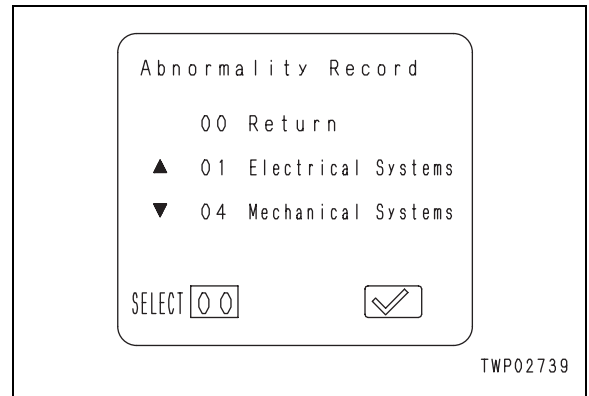 Abnormality Record
00 Return
▲ 01 Electrical Systems
▼ 04 Mechanical Systems
SELECT 00
TWP02739